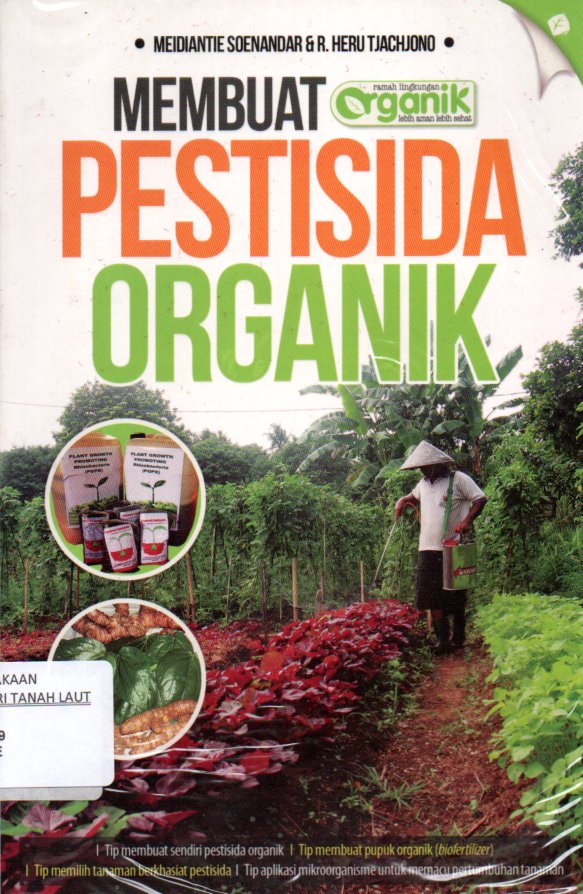 • MEIDIANTIE SOENANDAR & R. HERU TJACHJONO •
MEMBUAT
ramah lingkungan
Organik
lebih aman lebih sehat
PESTISIDA
ORGANIK
PLANT GROWTH
PROMOTING
Rhizobacteria
(PGPR)
PLANT GROWTH
PROMOTING
Rhizobacteria
(PGPR)
AKAAN
RI TANAH LAUT
9
E
| Tip membuat sendiri pestisida organik | Tip membuat pupuk organik (biofertilizer)
| Tip memilih tanaman berkhasiat pestisida | Tip aplikasi mikroorganisme untuk memacu pertumbuhan tanaman